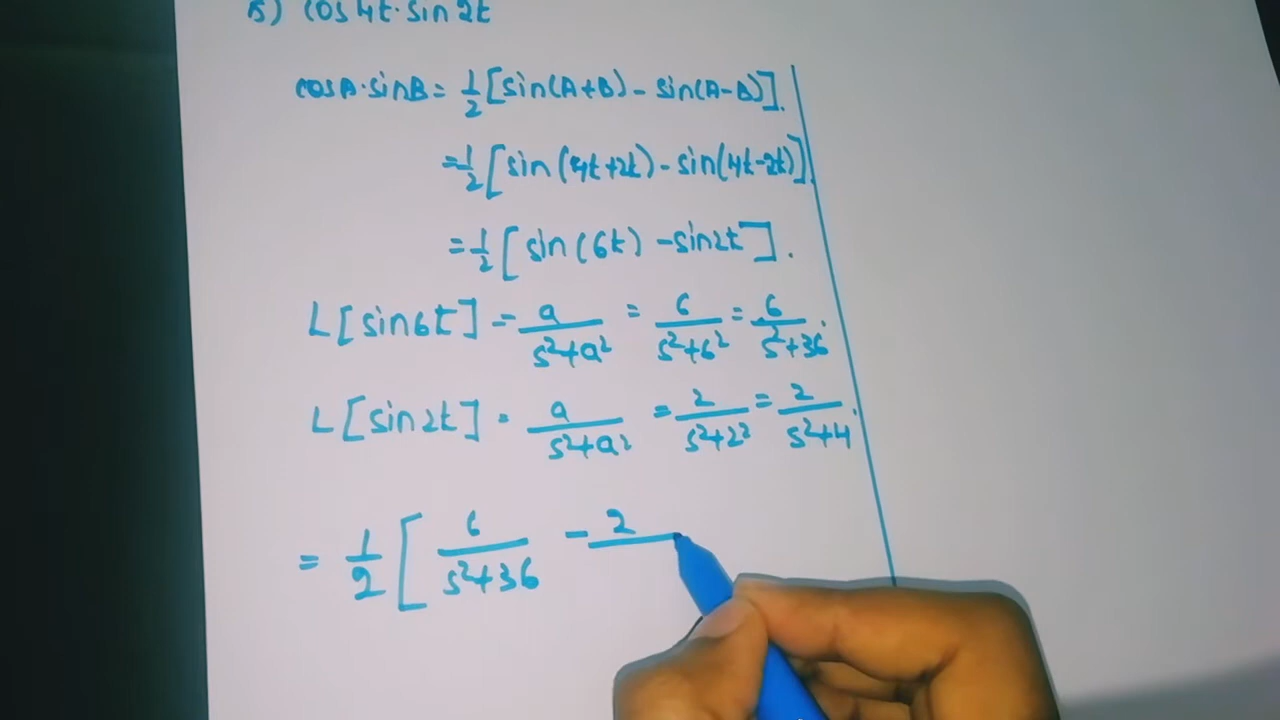 5) cos 4t · sin 2t
cosA·sinB = 1/2 [sin(A+B) - sin(A-B)].
= 1/2 [sin (4t+2t) - sin(4t-2t)].
= 1/2 [sin (6t) - sin2t].
L[sin6t] = a/(s²+a²) = 6/(s²+6²) = 6/(s²+36).
L[sin2t] = a/(s²+a²) = 2/(s²+2²) = 2/(s²+4).
= 1/2 [ 6/(s²+36) - 2/